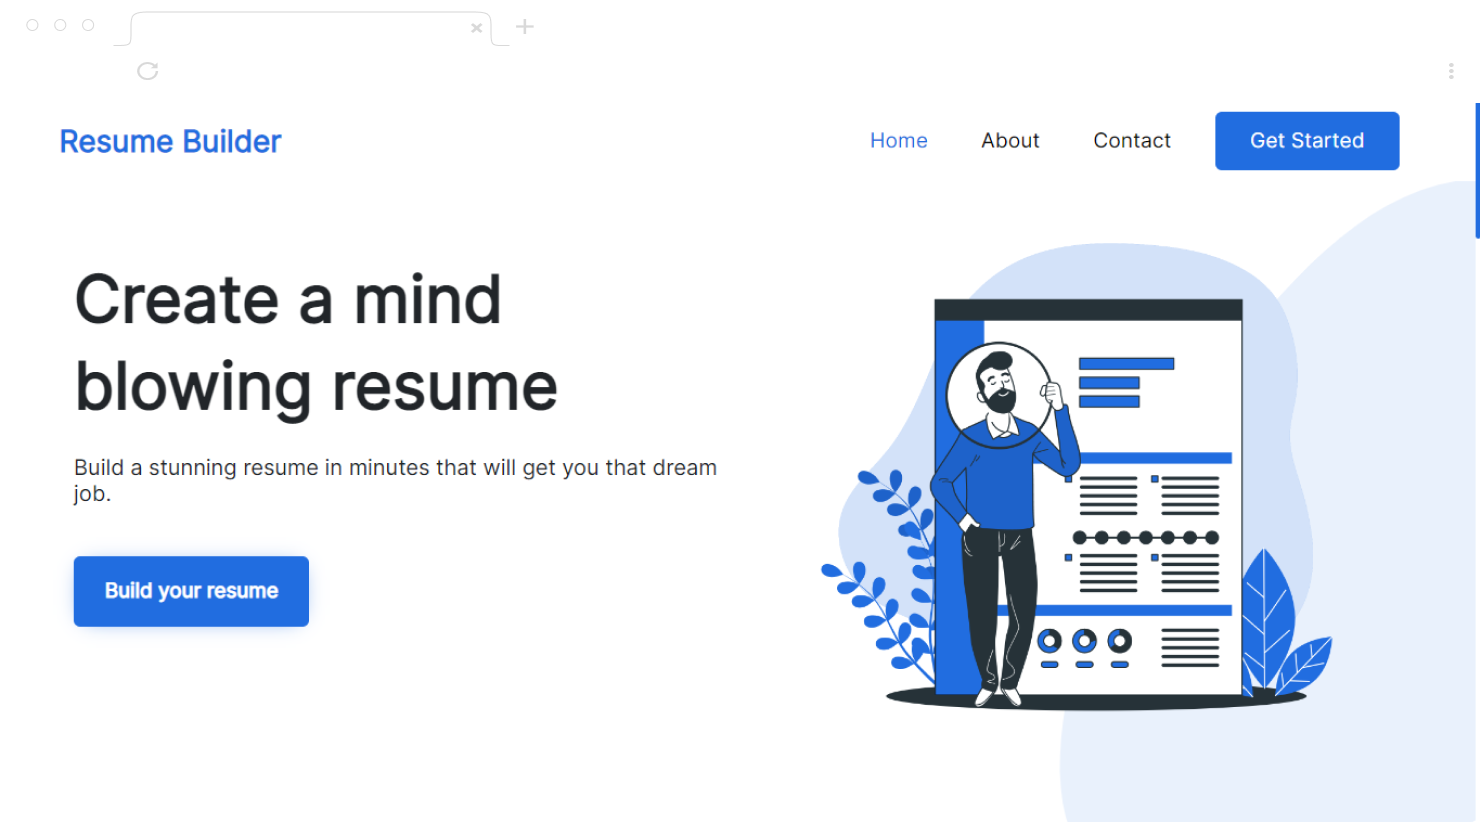 Resume Builder
Home About Contact Get Started
Create a mind
blowing resume
Build a stunning resume in minutes that will get you that dream
job.
Build your resume